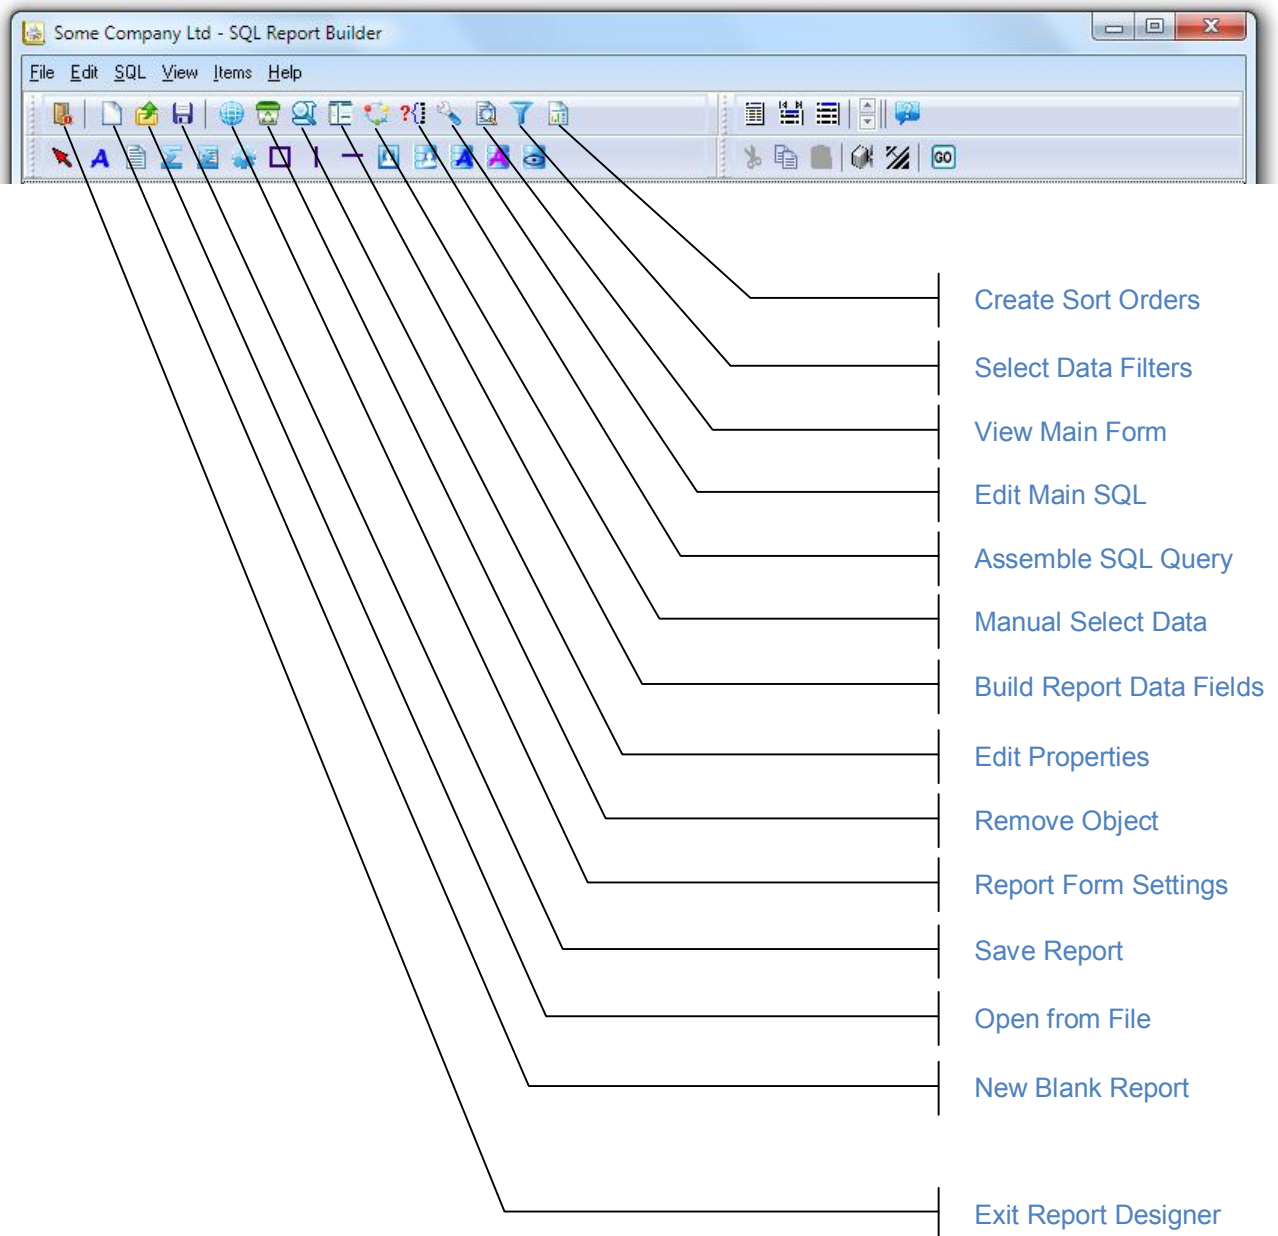 Some Company Ltd - SQL Report Builder
File Edit SQL View Items Help
?{}
A A A
GO
Create Sort Orders
Select Data Filters
View Main Form
Edit Main SQL
Assemble SQL Query
Manual Select Data
Build Report Data Fields
Edit Properties
Remove Object
Report Form Settings
Save Report
Open from File
New Blank Report
Exit Report Designer